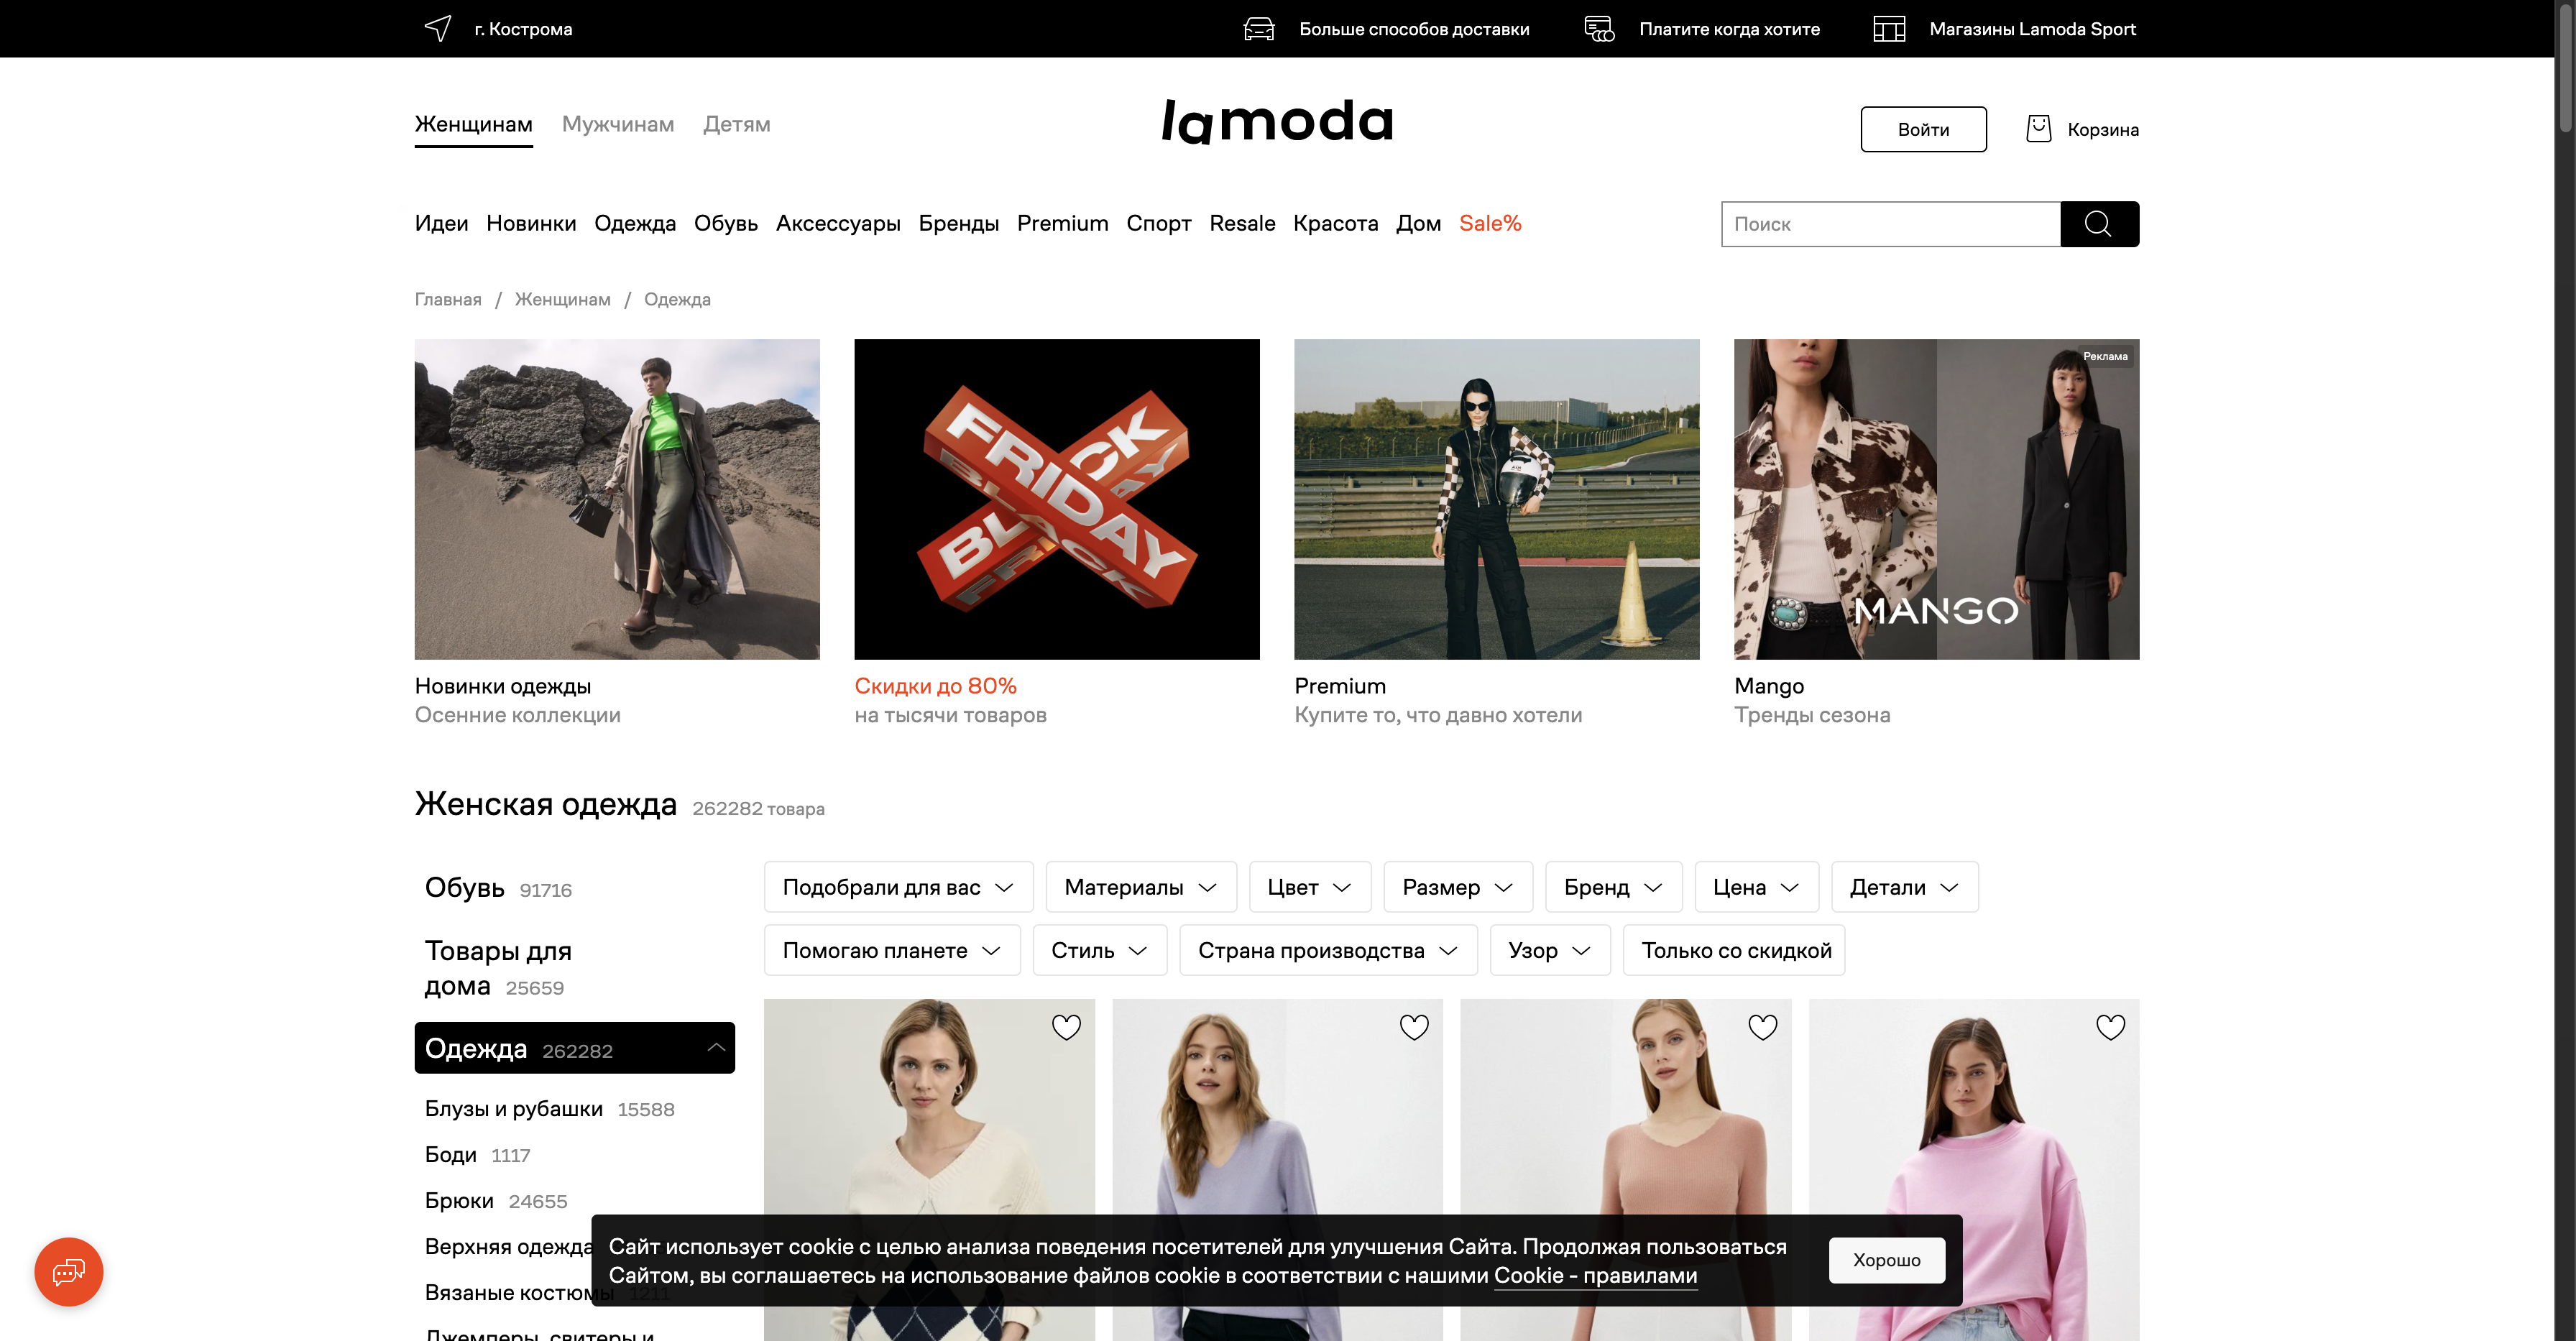 г. Кострома
Больше способов доставки
Платите когда хотите
Магазины Lamoda Sport
Женщинам
Мужчинам
Детям
lamoda
Войти
Корзина
Идеи
Новинки
Одежда
Обувь
Аксессуары
Бренды
Premium
Спорт
Resale
Красота
Дом
Sale%
Поиск
Главная / Женщинам / Одежда
FRIDAY
BLACK
Реклама
MANGO
Новинки одежды
Осенние коллекции
Скидки до 80%
на тысячи товаров
Premium
Купите то, что давно хотели
Mango
Тренды сезона
Женская одежда 262282 товара
Обувь 91716
Товары для
дома 25659
Одежда 262282
Блузы и рубашки 15588
Боди 1117
Брюки 24655
Верхняя одежда
Вязаные костюмы 1211
Джемперы, свитеры и
Подобрали для вас
Материалы
Цвет
Размер
Бренд
Цена
Детали
Помогаю планете
Стиль
Страна производства
Узор
Только со скидкой
Сайт использует cookie с целью анализа поведения посетителей для улучшения Сайта. Продолжая пользоваться
Сайтом, вы соглашаетесь на использование файлов cookie в соответствии с нашими Cookie - правилами
Хорошо